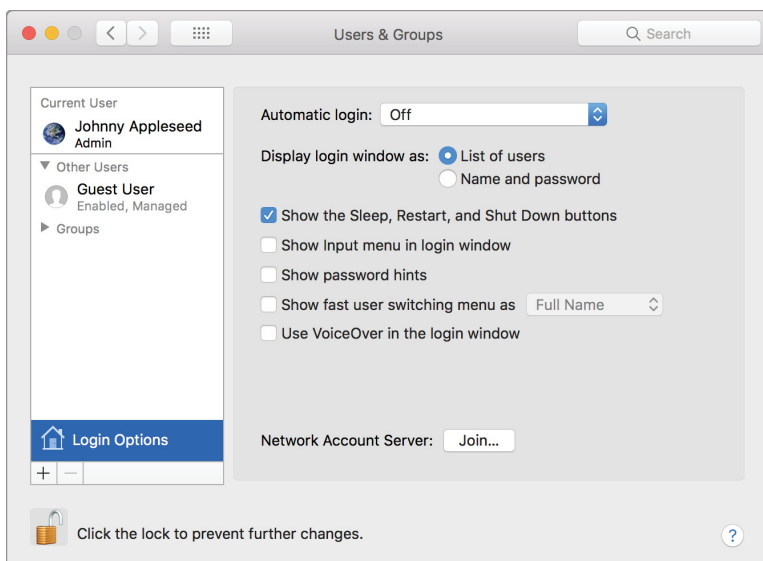 Users & Groups
Search
Current User
Johnny Appleseed
Admin
Other Users
Guest User
Enabled, Managed
Groups
Login Options
+ −
Automatic login: Off
Display login window as: List of users
Name and password
Show the Sleep, Restart, and Shut Down buttons
Show Input menu in login window
Show password hints
Show fast user switching menu as Full Name
Use VoiceOver in the login window
Network Account Server: Join...
Click the lock to prevent further changes.
?